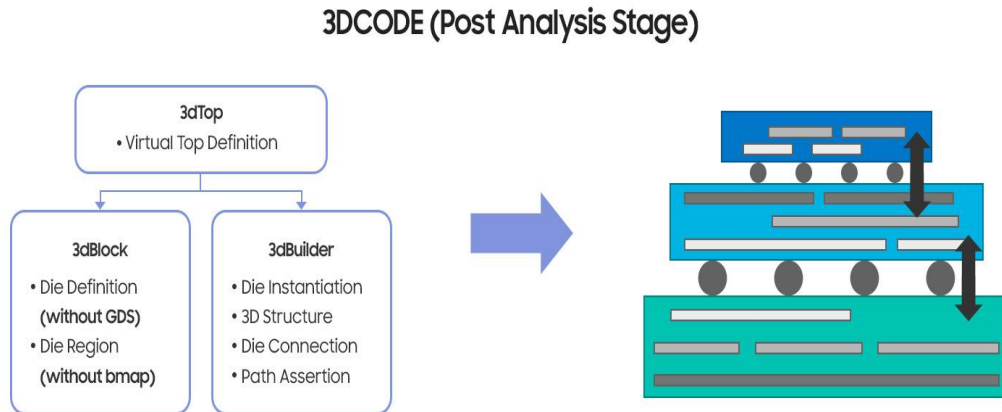 3DCODE (Post Analysis Stage)
3dTop
• Virtual Top Definition
3dBlock
• Die Definition
(without GDS)
• Die Region
(without bmap)
3dBuilder
• Die Instantiation
• 3D Structure
• Die Connection
• Path Assertion